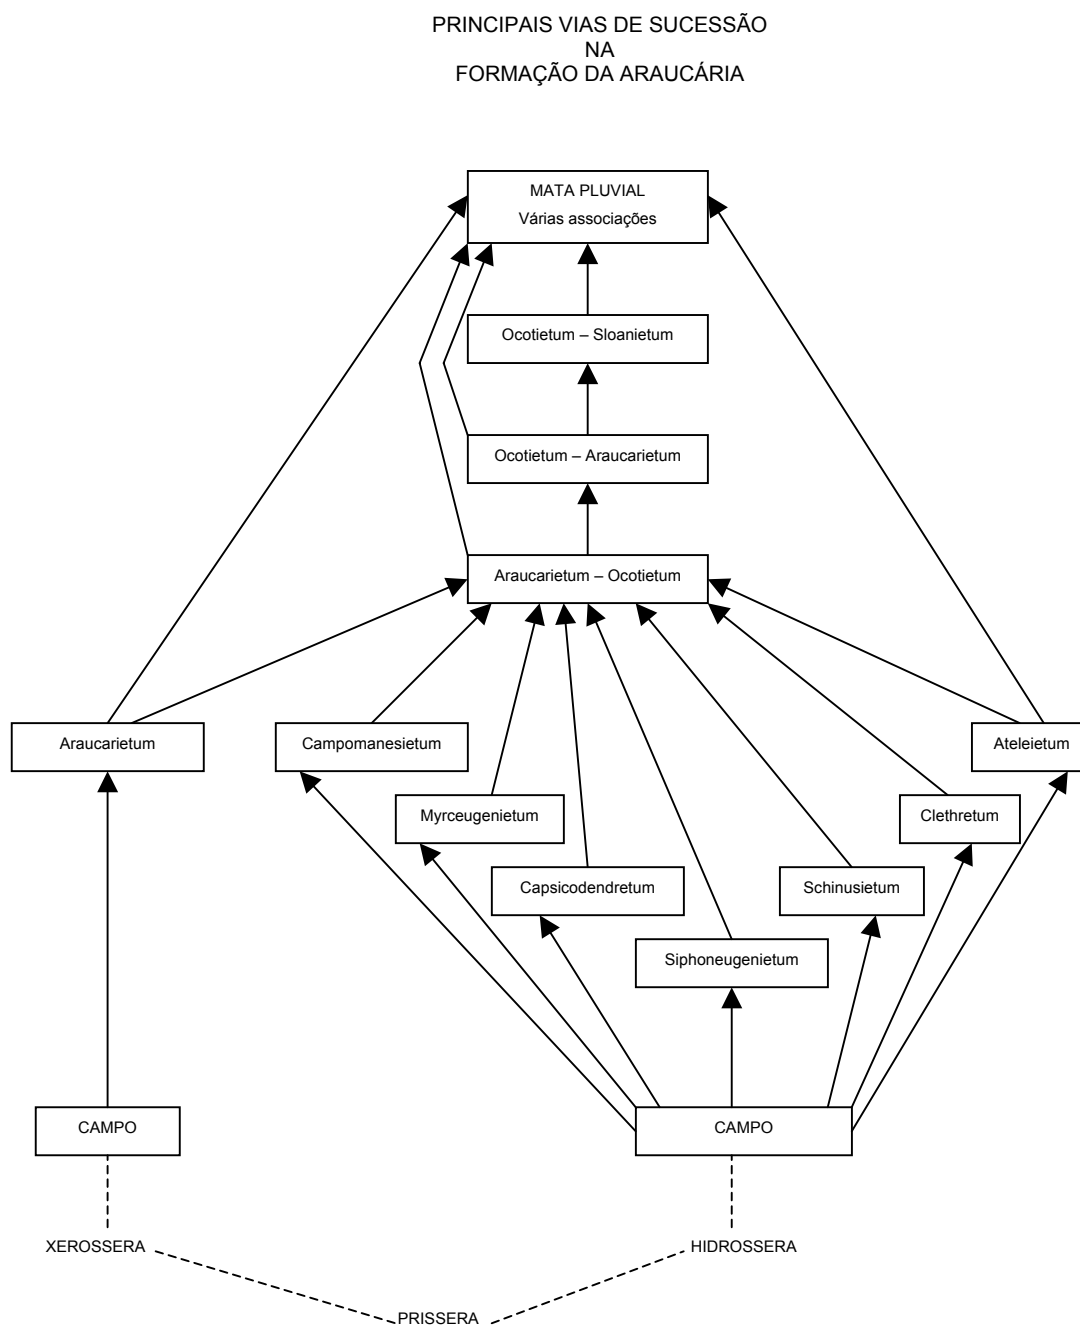 PRINCIPAIS VIAS DE SUCESSÃO
NA
FORMAÇÃO DA ARAUCÁRIA
MATA PLUVIAL
Várias associações
Ocotietum – Sloanietum
Ocotietum – Araucarietum
Araucarietum – Ocotietum
Araucarietum
Campomanesietum
Ateleietum
Myrceugenietum
Clethretum
Capsicodendretum
Schinusietum
Siphoneugenietum
CAMPO
CAMPO
XEROSSERA
HIDROSSERA
PRISSERA